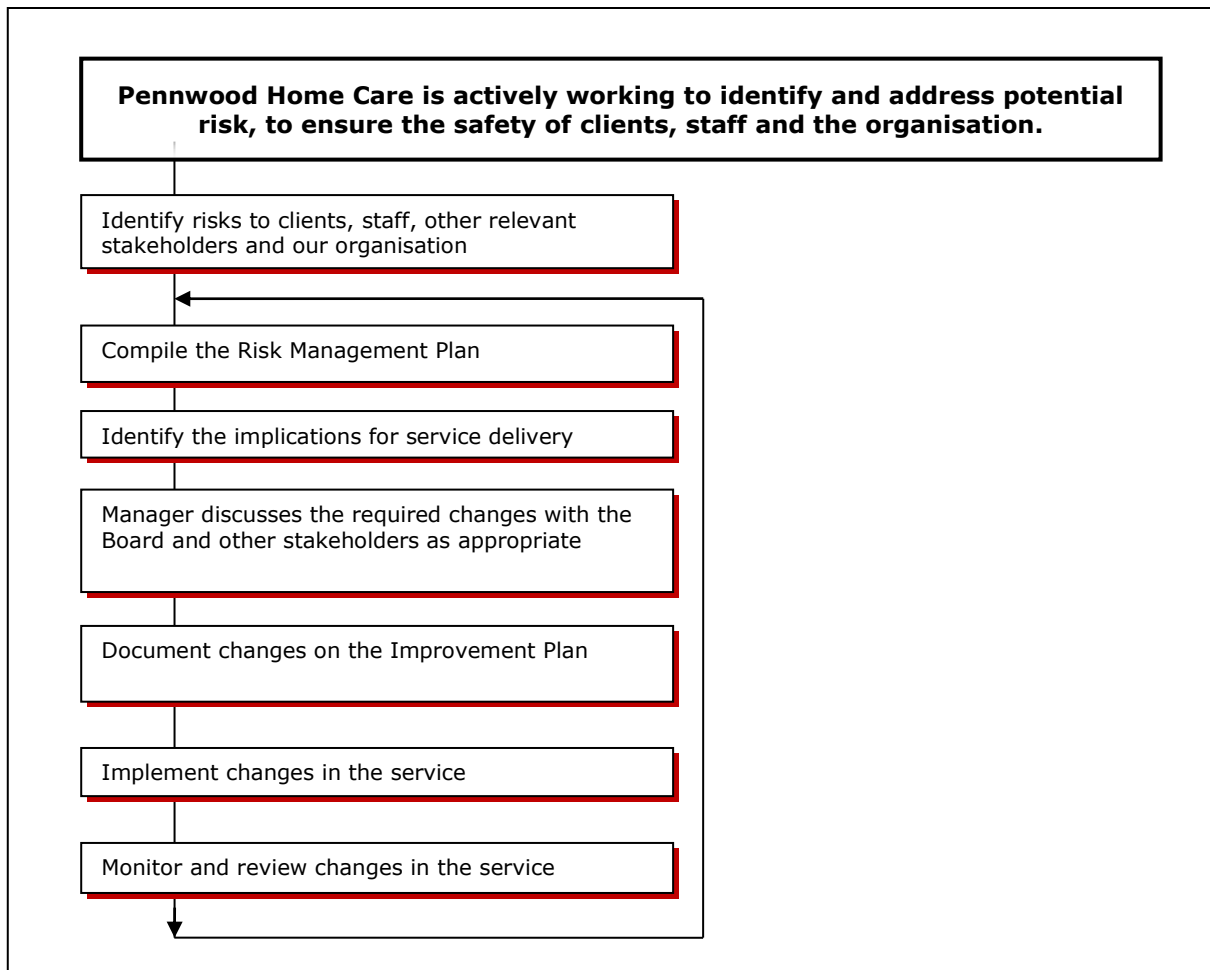 Pennwood Home Care is actively working to identify and address potential
risk, to ensure the safety of clients, staff and the organisation.
Identify risks to clients, staff, other relevant
stakeholders and our organisation
Compile the Risk Management Plan
Identify the implications for service delivery
Manager discusses the required changes with the
Board and other stakeholders as appropriate
Document changes on the Improvement Plan
Implement changes in the service
Monitor and review changes in the service